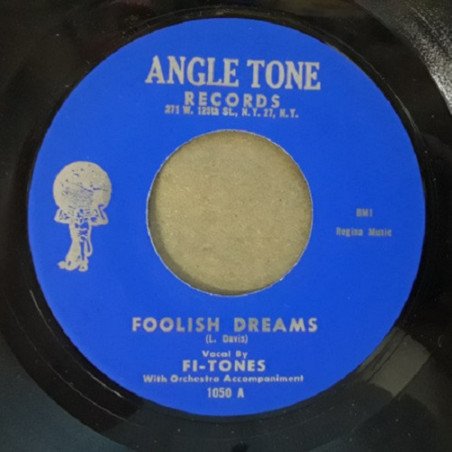 ANGLE TONE
RECORDS
271 W. 125th St., N.Y. 27, N.Y.
BMI
Regina Music
FOOLISH DREAMS
(L. Davis)
Vocal By
FI-TONES
With Orchestra Accompaniment
1050 A